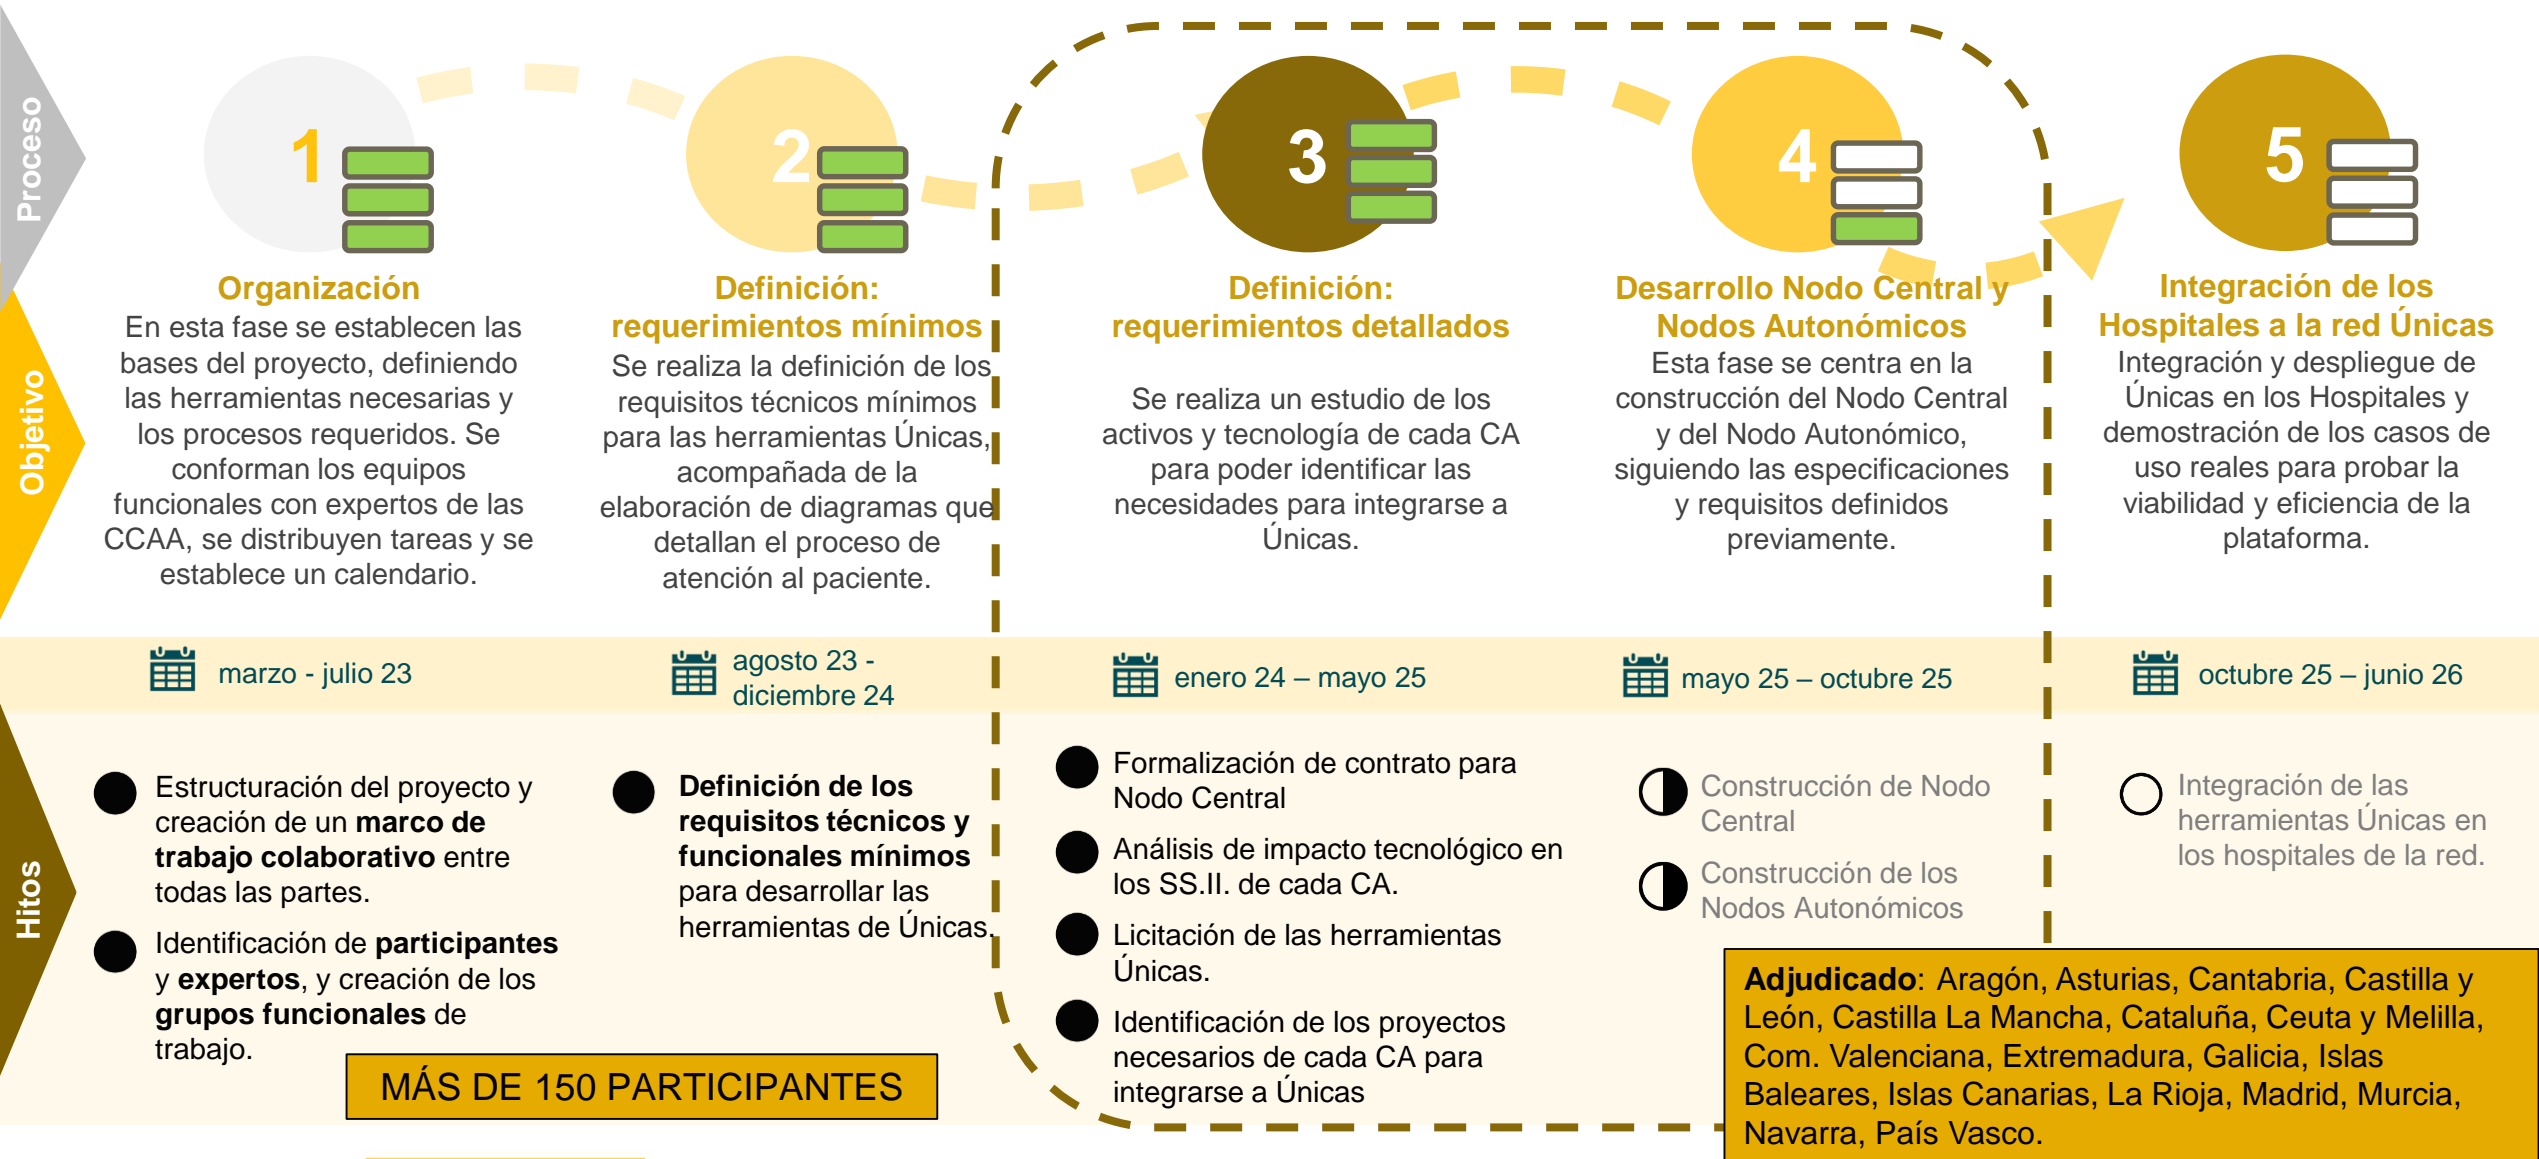 Proceso
1
2
3
4
5
Objetivo
Organización
En esta fase se establecen las
bases del proyecto, definiendo
las herramientas necesarias y
los procesos requeridos. Se
conforman los equipos
funcionales con expertos de las
CCAA, se distribuyen tareas y se
establece un calendario.
Definición:
requerimientos mínimos
Se realiza la definición de los
requisitos técnicos mínimos
para las herramientas Únicas,
acompañada de la
elaboración de diagramas que
detallan el proceso de
atención al paciente.
Definición:
requerimientos detallados
Se realiza un estudio de los
activos y tecnología de cada CA
para poder identificar las
necesidades para integrarse a
Únicas.
Desarrollo Nodo Central y
Nodos Autonómicos
Esta fase se centra en la
construcción del Nodo Central
y del Nodo Autonómico,
siguiendo las especificaciones
y requisitos definidos
previamente.
Integración de los
Hospitales a la red Únicas
Integración y despliegue de
Únicas en los Hospitales y
demostración de los casos de
uso reales para probar la
viabilidad y eficiencia de la
plataforma.
marzo - julio 23
agosto 23 -
diciembre 24
enero 24 – mayo 25
mayo 25 – octubre 25
octubre 25 – junio 26
Hitos
Estructuración del proyecto y
creación de un marco de
trabajo colaborativo entre
todas las partes.
Identificación de participantes
y expertos, y creación de los
grupos funcionales de
trabajo.
MÁS DE 150 PARTICIPANTES
Definición de los
requisitos técnicos y
funcionales mínimos
para desarrollar las
herramientas de Únicas.
Formalización de contrato para
Nodo Central
Análisis de impacto tecnológico en
los SS.II. de cada CA.
Licitación de las herramientas
Únicas.
Identificación de los proyectos
necesarios de cada CA para
integrarse a Únicas
Construcción de Nodo
Central
Construcción de los
Nodos Autonómicos
Integración de las
herramientas Únicas en
los hospitales de la red.
Adjudicado: Aragón, Asturias, Cantabria, Castilla y
León, Castilla La Mancha, Cataluña, Ceuta y Melilla,
Com. Valenciana, Extremadura, Galicia, Islas
Baleares, Islas Canarias, La Rioja, Madrid, Murcia,
Navarra, País Vasco.